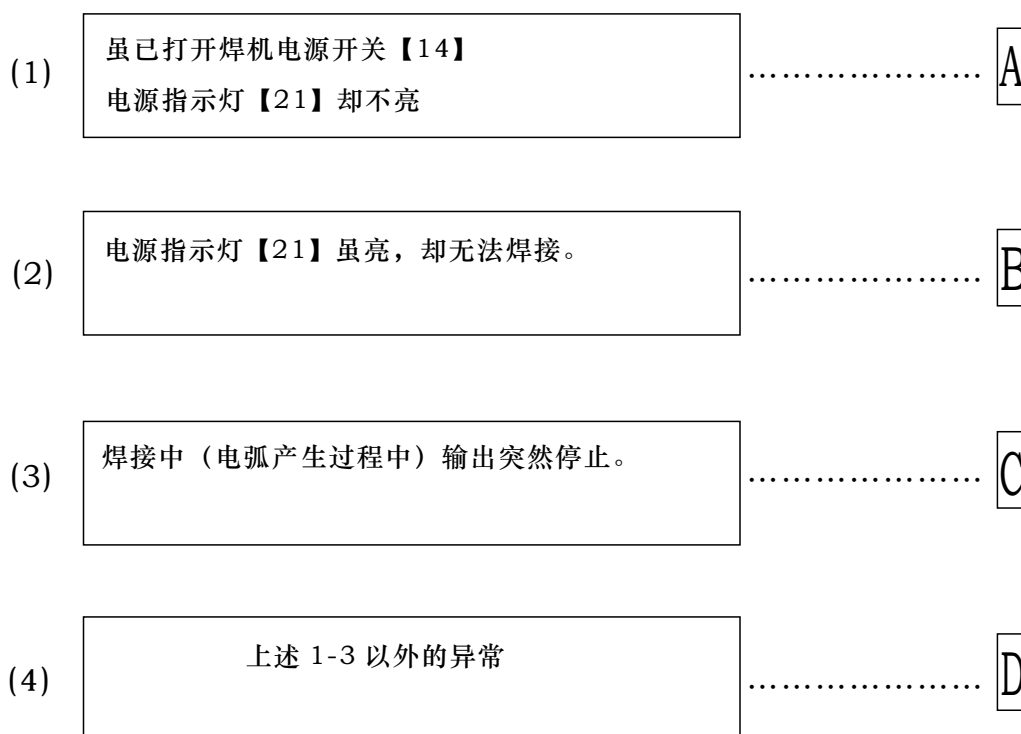 (1)
虽已打开焊机电源开关【14】
电源指示灯【21】却不亮
…………………
A
(2)
电源指示灯【21】虽亮，却无法焊接。
…………………
B
(3)
焊接中（电弧产生过程中）输出突然停止。
…………………
C
(4)
上述 1-3 以外的异常
…………………
D